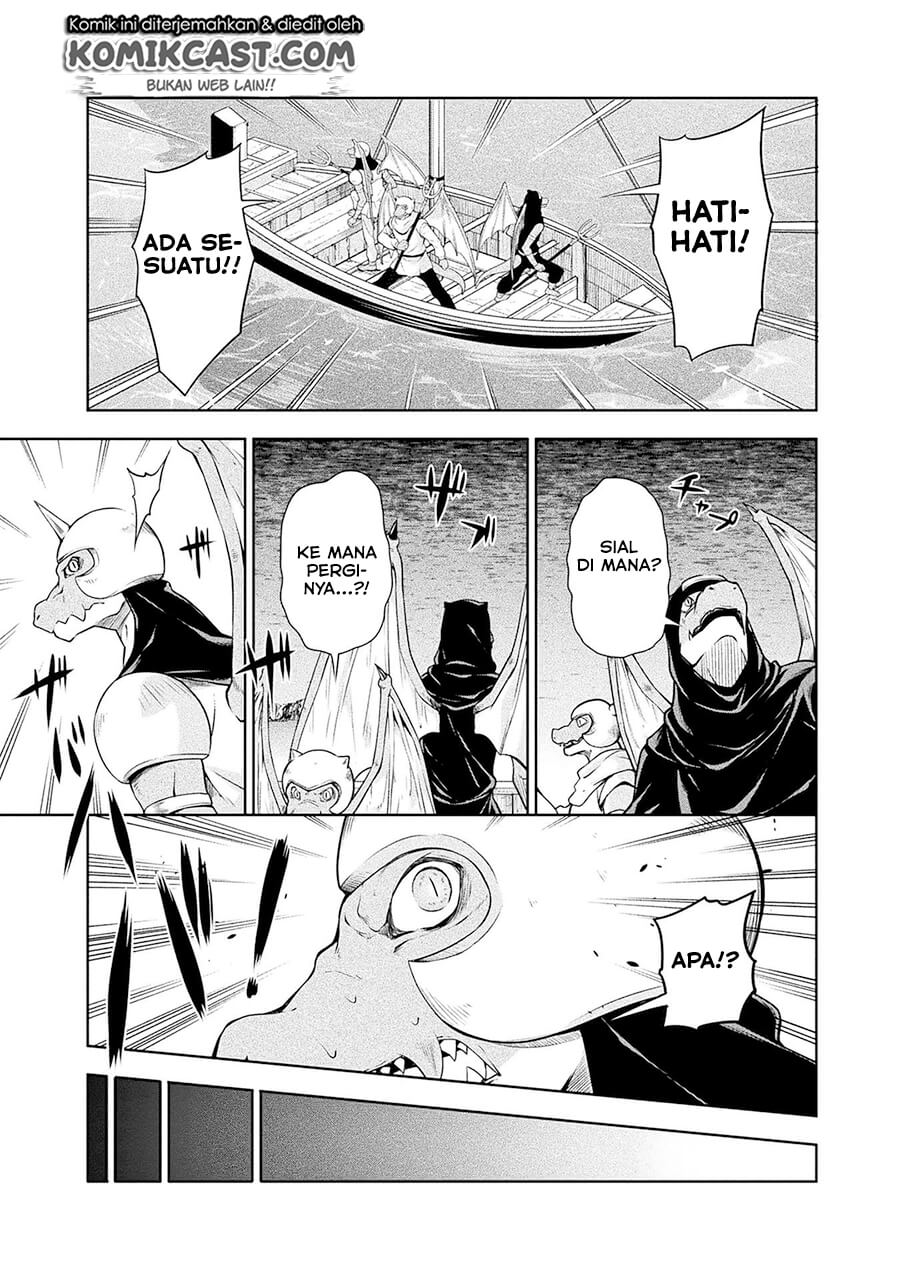 Komik ini diterjemahkan & diedit oleh
KOMIKCAST.COM
BUKAN WEB LAIN!!
HATI-
HATI!
ADA SE-
SUATU!!
SIAL
DI MANA?
KE MANA
PERGI-
NYA...?!
APA!?